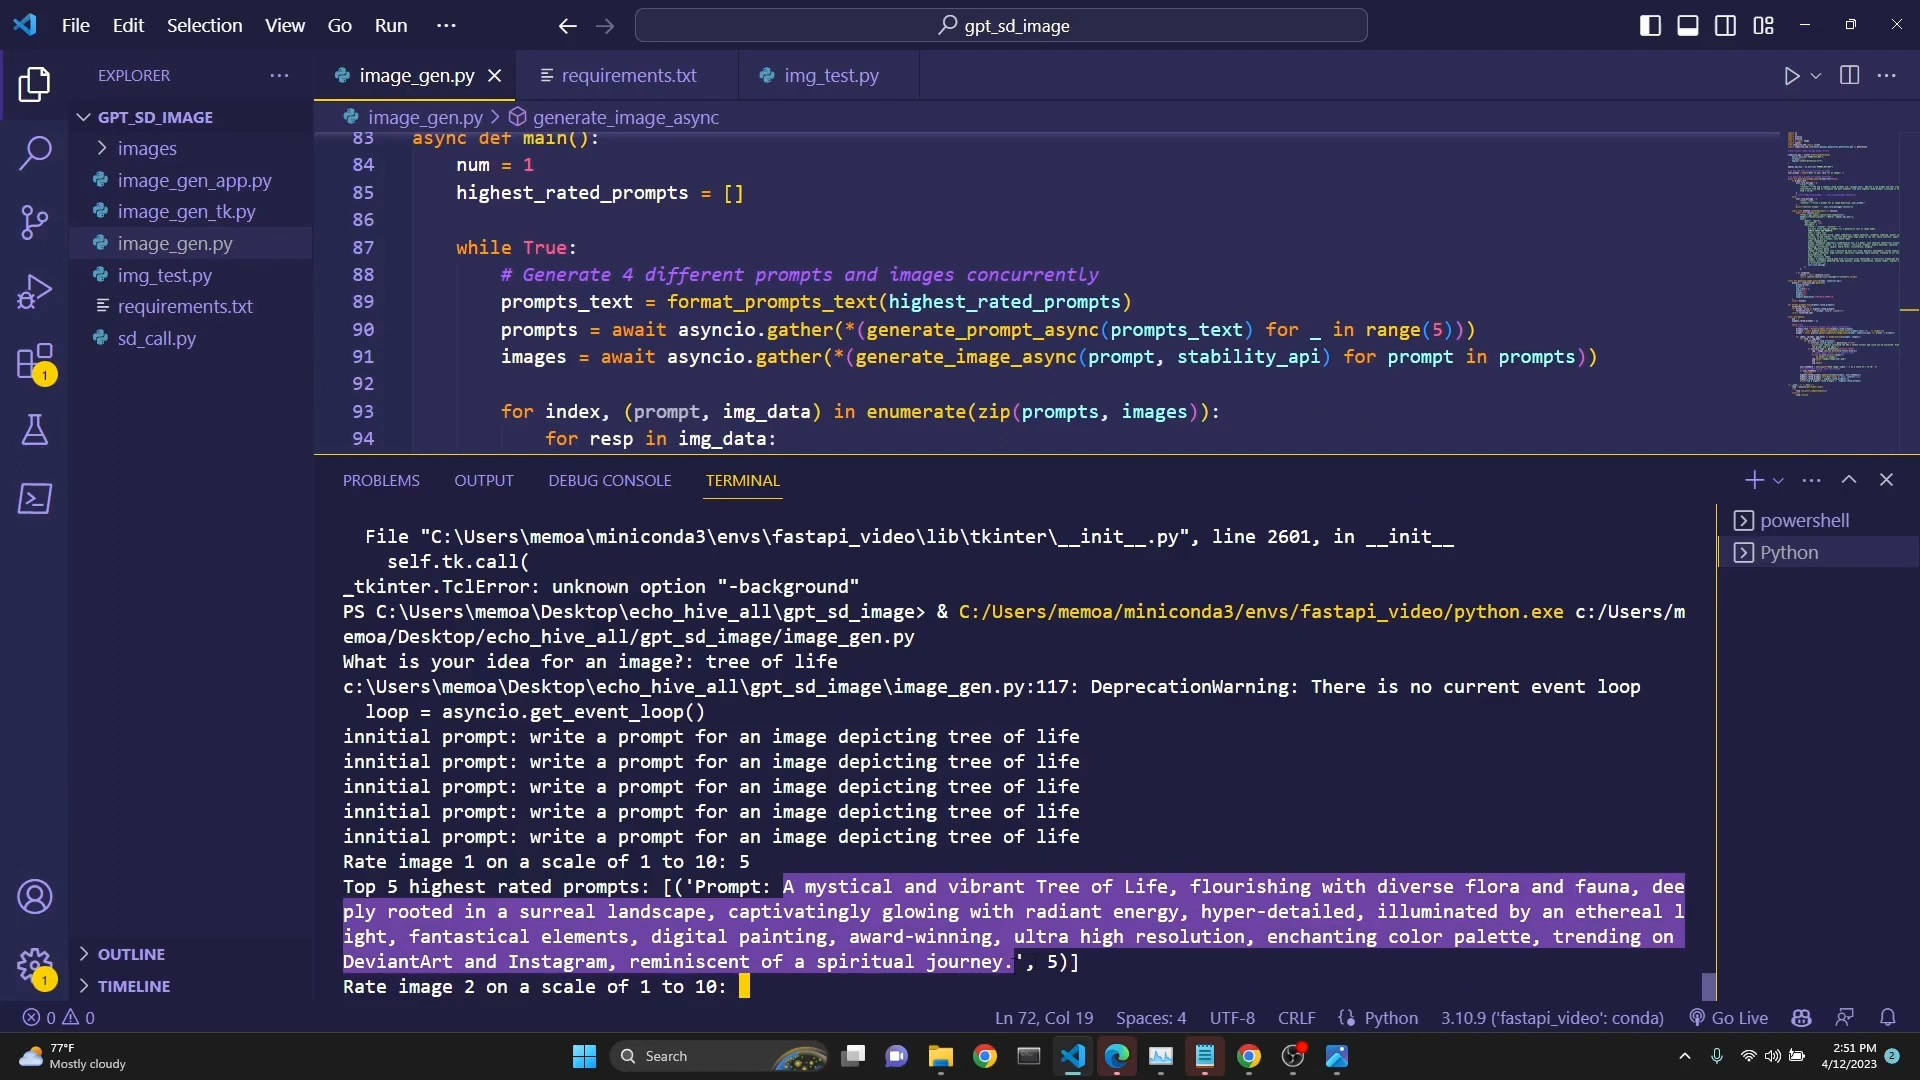 File Edit Selection View Go Run ···
gpt_sd_image
EXPLORER ···
image_gen.py
requirements.txt
img_test.py
GPT_SD_IMAGE
images
image_gen_app.py
image_gen_tk.py
image_gen.py
img_test.py
requirements.txt
sd_call.py
1
OUTLINE
TIMELINE
1
image_gen.py > generate_image_async
83 async def main():
84 num = 1
85 highest_rated_prompts = []
86
87 while True:
88 # Generate 4 different prompts and images concurrently
89 prompts_text = format_prompts_text(highest_rated_prompts)
90 prompts = await asyncio.gather(*(generate_prompt_async(prompts_text) for _ in range(5)))
91 images = await asyncio.gather(*(generate_image_async(prompt, stability_api) for prompt in prompts))
92
93 for index, (prompt, img_data) in enumerate(zip(prompts, images)):
94 for resp in img_data:
PROBLEMS OUTPUT DEBUG CONSOLE TERMINAL
powershell
Python
File "C:\Users\memoa\miniconda3\envs\fastapi_video\lib\tkinter\__init__.py", line 2601, in __init__
self.tk.call(
_tkinter.TclError: unknown option "-background"
PS C:\Users\memoa\Desktop\echo_hive_all\gpt_sd_image> & C:/Users/memoa/miniconda3/envs/fastapi_video/python.exe c:/Users/m
emoa/Desktop/echo_hive_all/gpt_sd_image/image_gen.py
What is your idea for an image?: tree of life
c:\Users\memoa\Desktop\echo_hive_all\gpt_sd_image\image_gen.py:117: DeprecationWarning: There is no current event loop
loop = asyncio.get_event_loop()
innitial prompt: write a prompt for an image depicting tree of life
innitial prompt: write a prompt for an image depicting tree of life
innitial prompt: write a prompt for an image depicting tree of life
innitial prompt: write a prompt for an image depicting tree of life
innitial prompt: write a prompt for an image depicting tree of life
Rate image 1 on a scale of 1 to 10: 5
Top 5 highest rated prompts: [('Prompt: A mystical and vibrant Tree of Life, flourishing with diverse flora and fauna, dee
ply rooted in a surreal landscape, captivatingly glowing with radiant energy, hyper-detailed, illuminated by an ethereal l
ight, fantastical elements, digital painting, award-winning, ultra high resolution, enchanting color palette, trending on
DeviantArt and Instagram, reminiscent of a spiritual journey.', 5)]
Rate image 2 on a scale of 1 to 10:
0 0
Ln 72, Col 19 Spaces: 4 UTF-8 CRLF Python 3.10.9 ('fastapi_video': conda) Go Live
77°F
Mostly cloudy
Search
2:51 PM
4/12/2023
2